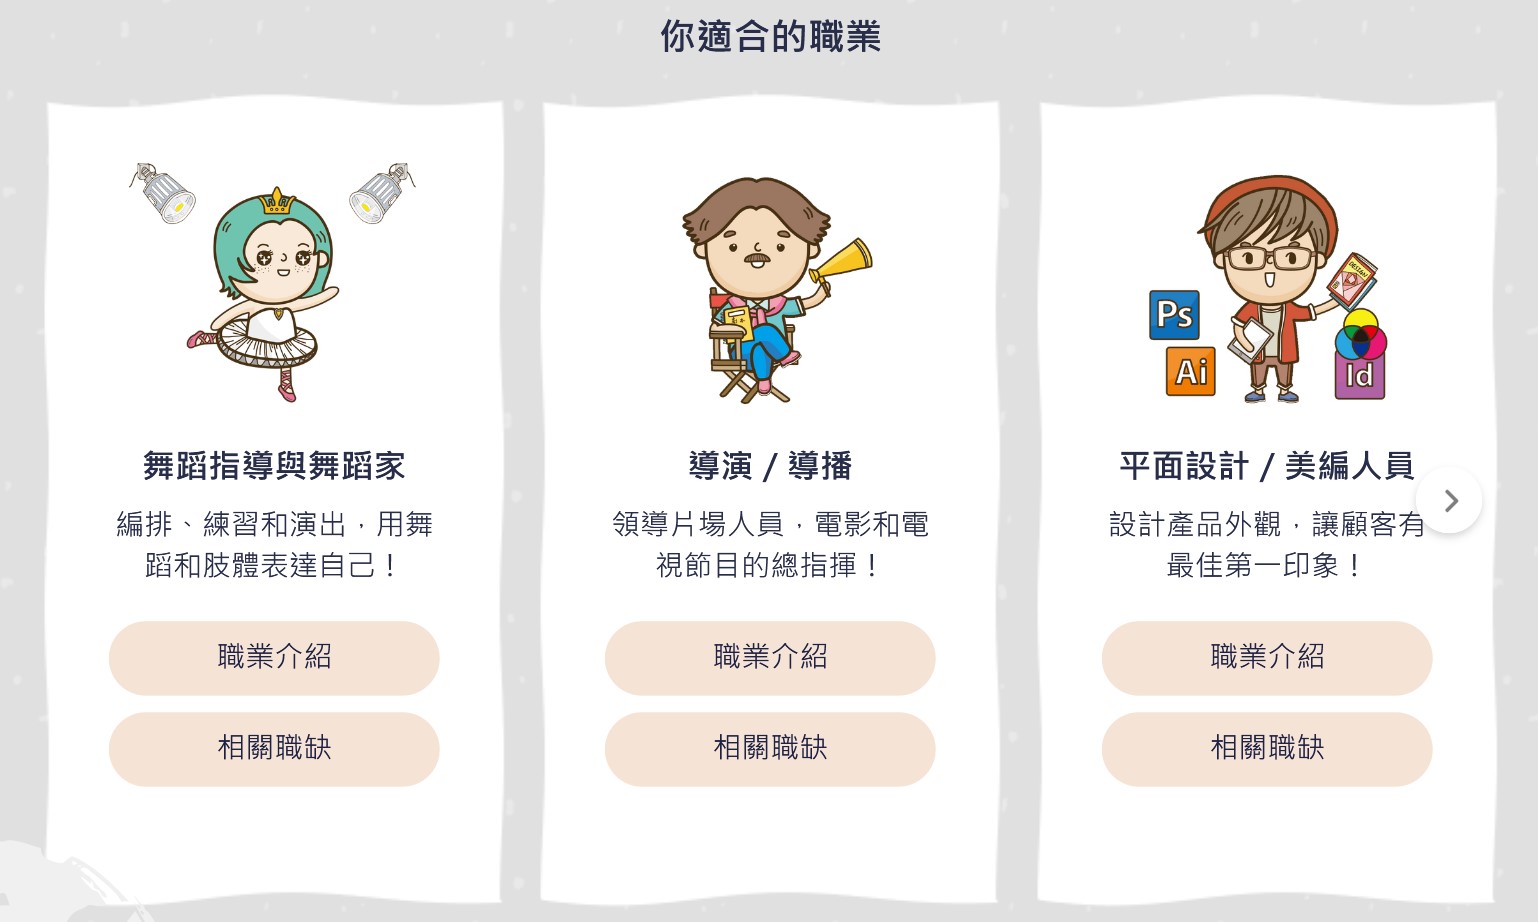 你適合的職業
舞蹈指導與舞蹈家
編排、練習和演出，用舞
蹈和肢體表達自己！
職業介紹
相關職缺
導演 / 導播
領導片場人員，電影和電
視節目的總指揮！
職業介紹
相關職缺
Ps
Ai
Id
DESIGN
平面設計 / 美編人員
設計產品外觀，讓顧客有
最佳第一印象！
職業介紹
相關職缺